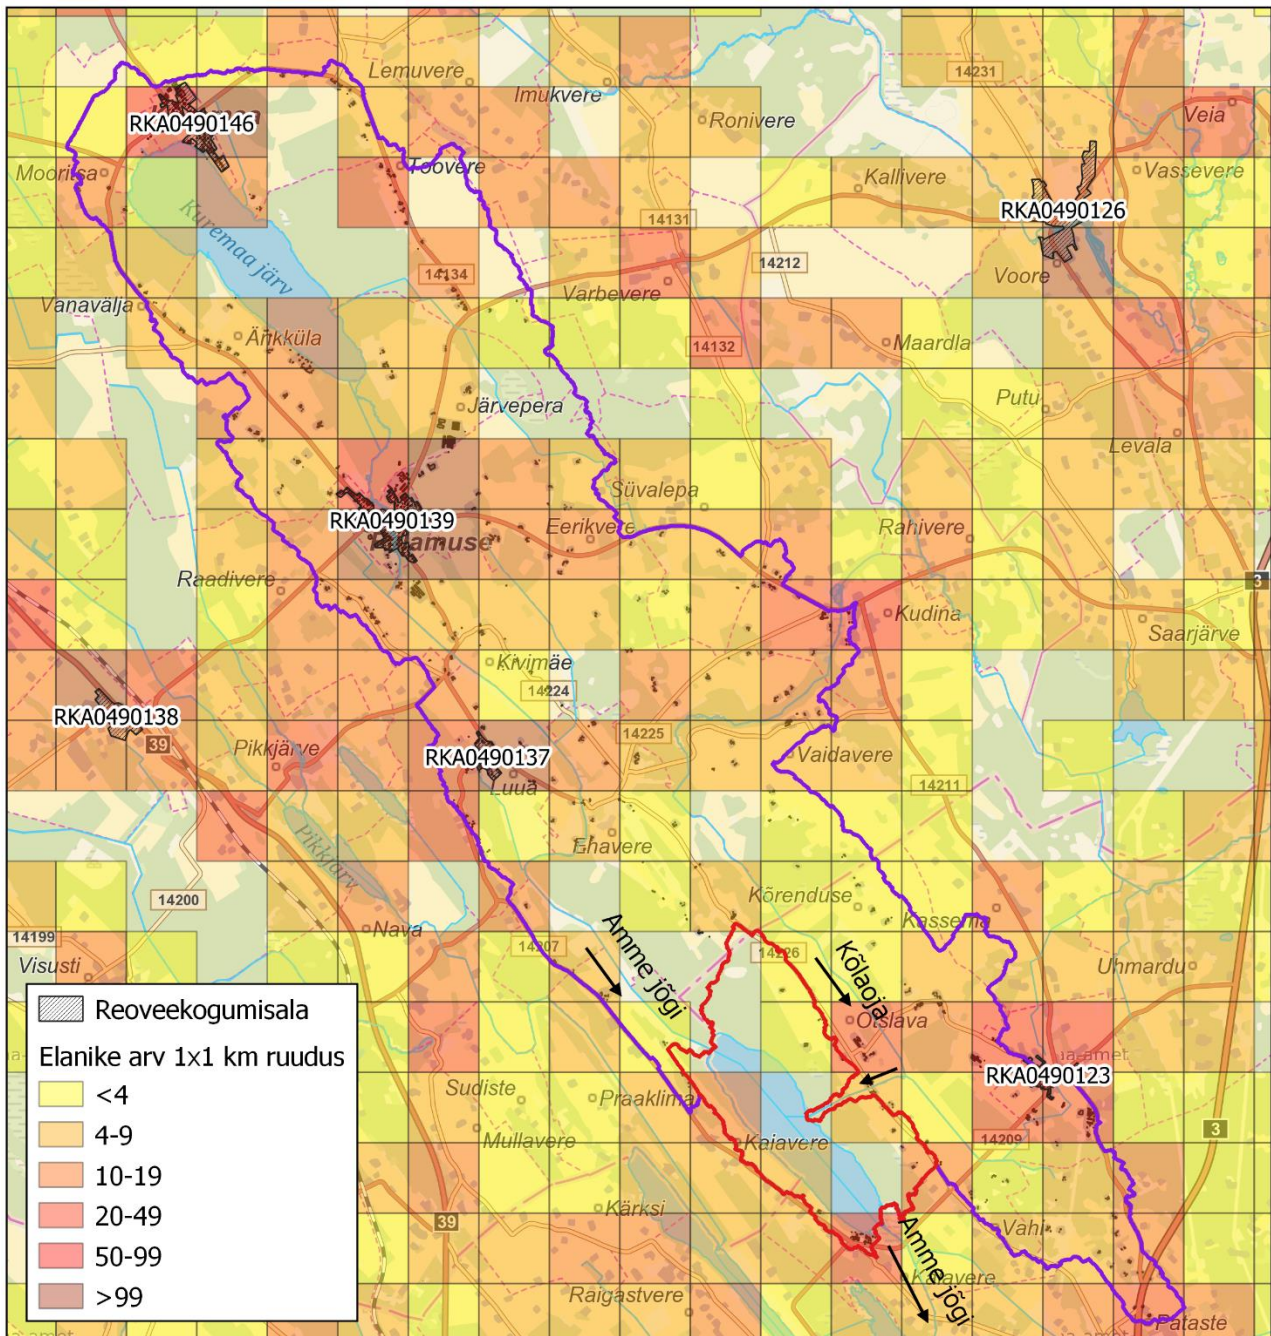 Lemuvere
Imukvere
14231
Veia
RKA0490146
Ronivere
Mooritsa
Toovere
Kallivere
Vassevere
RKA0490126
Kuremaa järv
14131
14134
14212
Voore
Vanavälja
Varbevere
Änkküla
14132
Maardla
Järvepera
Putu
Levala
Süvalepa
RKA0490139
Eerikvere
Rahivere
Raadivere
3
Kudina
Saarjärve
Kivimäe
14224
RKA0490138
39
Pikkjärve
RKA0490137
14225
Vaidavere
Luua
14211
Pikkjärv
Ehavere
14200
Kõrenduse
Kassema
14199
Nava
14207
Amme jõgi
14226
Kõlaoja
Visusti
Uhmardu
Otslava
RKA0490123
Sudiste
Praaklima
Mullavere
Kaiavere
14209
3
Kärksi
39
Vahi
Amme jõgi
Kaiavere
Raigastvere
Pataste
Reoveekogumisala
Elanike arv 1x1 km ruudus
<4
4-9
10-19
20-49
50-99
>99